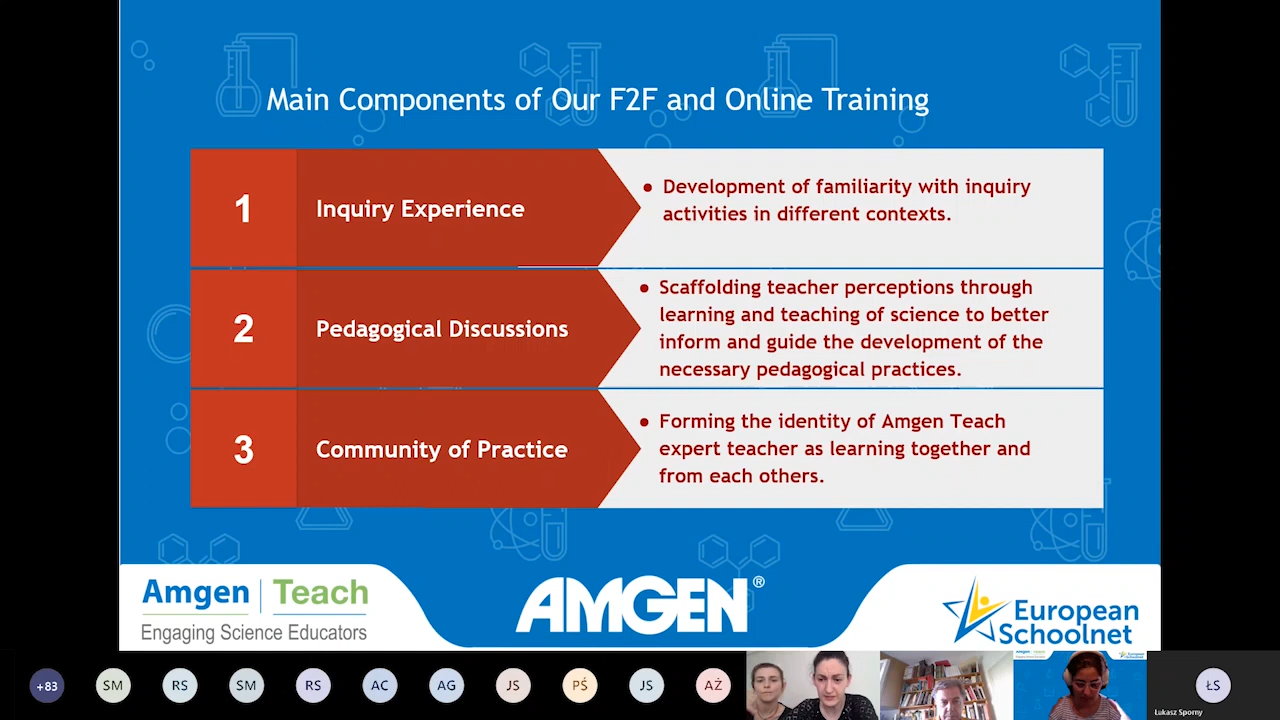 Main Components of Our F2F and Online Training
1
Inquiry Experience
• Development of familiarity with inquiry
activities in different contexts.
2
Pedagogical Discussions
• Scaffolding teacher perceptions through
learning and teaching of science to better
inform and guide the development of the
necessary pedagogical practices.
3
Community of Practice
• Forming the identity of Amgen Teach
expert teacher as learning together and
from each others.
Amgen | Teach
Engaging Science Educators
AMGEN®
European
Schoolnet
+83
SM
RS
SM
RS
AC
AG
JS
PŚ
JS
AŻ
ŁS
Lukasz Sporny